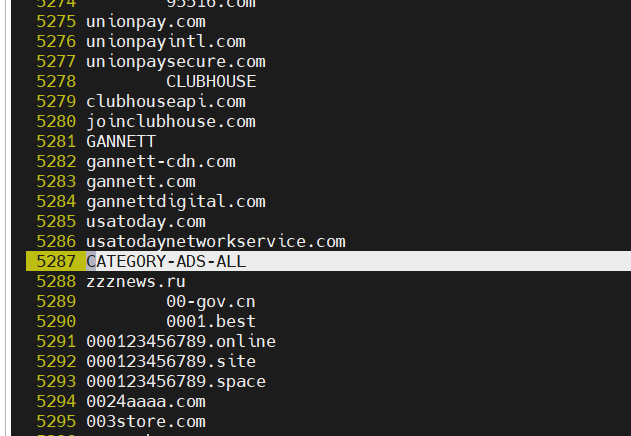 5274 95516.com
5275 unionpay.com
5276 unionpayintl.com
5277 unionpaysecure.com
5278 CLUBHOUSE
5279 clubhouseapi.com
5280 joinclubhouse.com
5281 GANNETT
5282 gannett-cdn.com
5283 gannett.com
5284 gannettdigital.com
5285 usatoday.com
5286 usatodaynetworkservice.com
5287 CATEGORY-ADS-ALL
5288 zzznews.ru
5289 00-gov.cn
5290 0001.best
5291 000123456789.online
5292 000123456789.site
5293 000123456789.space
5294 0024aaaa.com
5295 003store.com